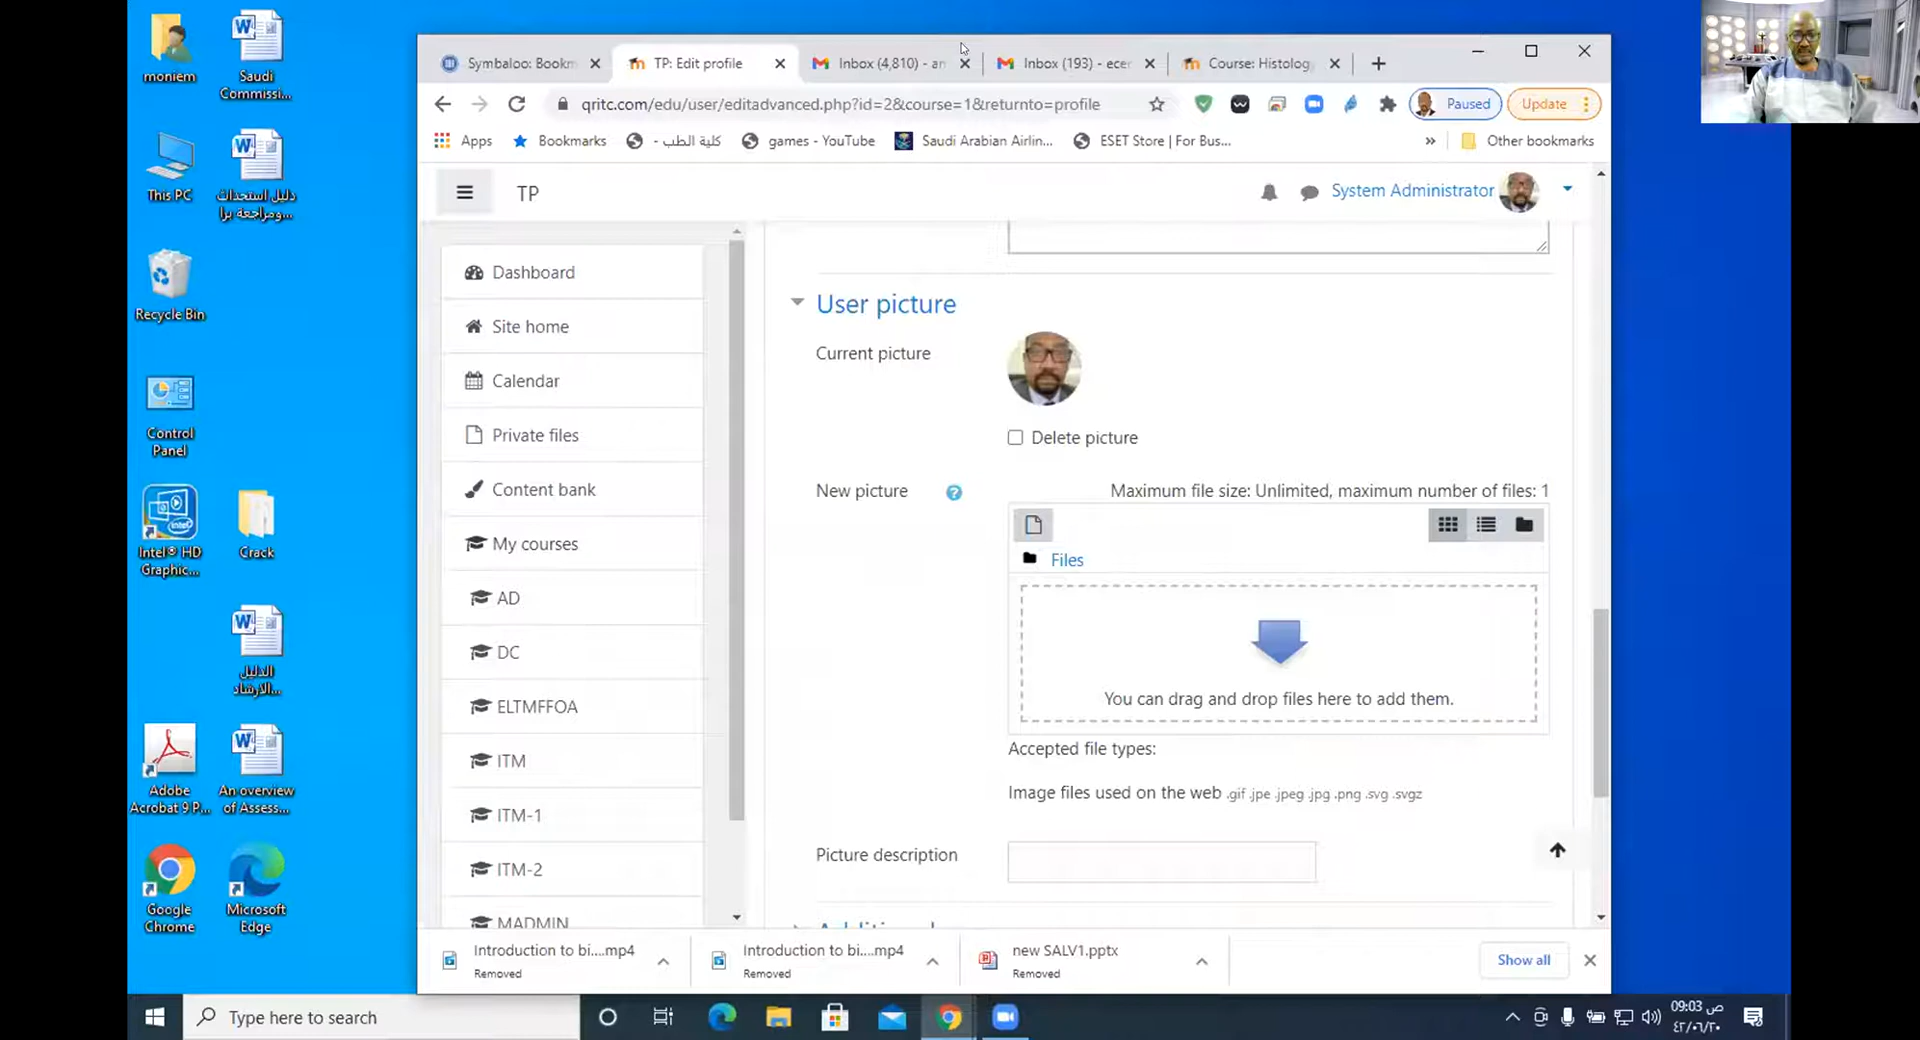 moniem
Saudi
Commissi...
This PC
دليل استحداث
ومراجعة برا...
Recycle Bin
Control
Panel
Intel® HD
Graphic...
Crack
الدليل
الارشاد...
Adobe
Acrobat 9 P...
An overview
of Assess...
Google
Chrome
Microsoft
Edge
Symbaloo: Bookm
TP: Edit profile
Inbox (4,810) - an
Inbox (193) - ecer
Course: Histology
qritc.com/edu/user/editadvanced.php?id=2&course=1&returnto=profile
Paused
Update
Apps
Bookmarks
كلية الطب -
games - YouTube
Saudi Arabian Airlin...
ESET Store | For Bus...
»
Other bookmarks
TP
System Administrator
Dashboard
Site home
Calendar
Private files
Content bank
My courses
AD
DC
ELTMFFOA
ITM
ITM-1
ITM-2
MADMIN
User picture
Current picture
Delete picture
New picture
Maximum file size: Unlimited, maximum number of files: 1
Files
You can drag and drop files here to add them.
Accepted file types:
Image files used on the web .gif .jpe .jpeg .jpg .png .svg .svgz
Picture description
Introduction to bi....mp4
Removed
Introduction to bi....mp4
Removed
new SALV1.pptx
Removed
Show all
Type here to search
09:03 ص
٤٢/٠٦/٢٠